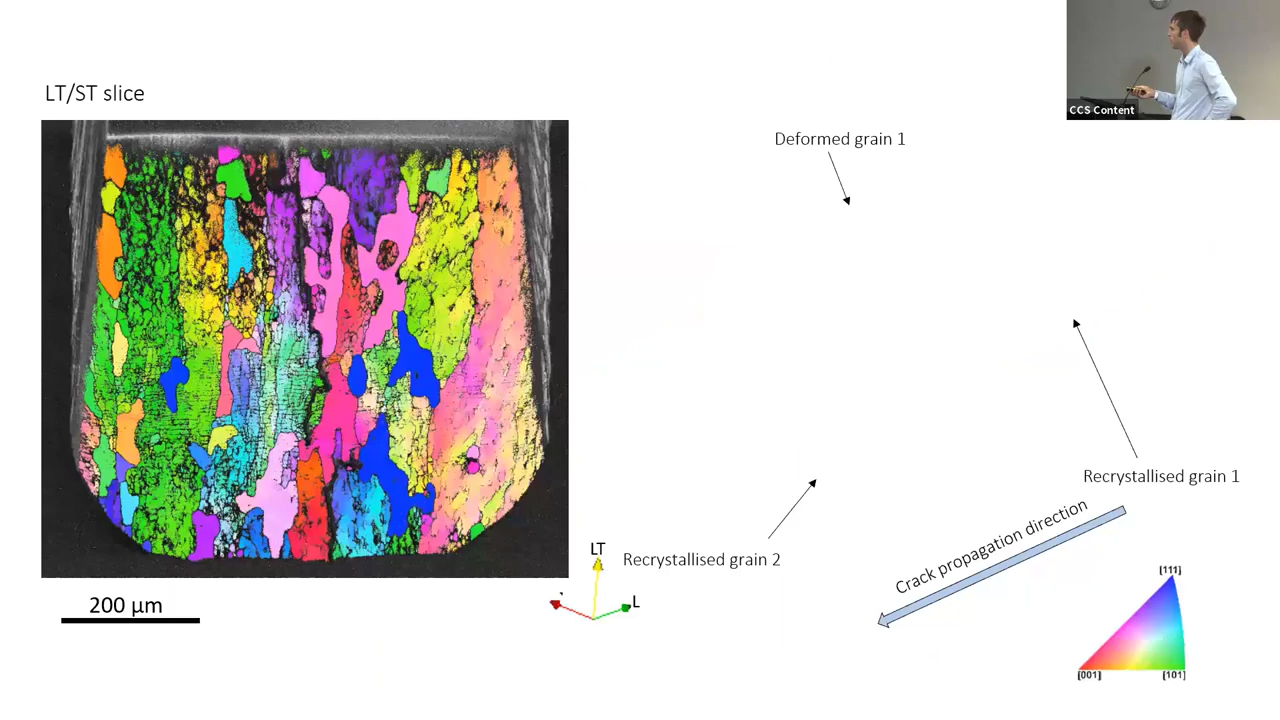 CCS Content
LT/ST slice
Deformed grain 1
Recrystallised grain 1
Crack propagation direction
LT
Recrystallised grain 2
L
200 µm
[111]
[001]
[101]